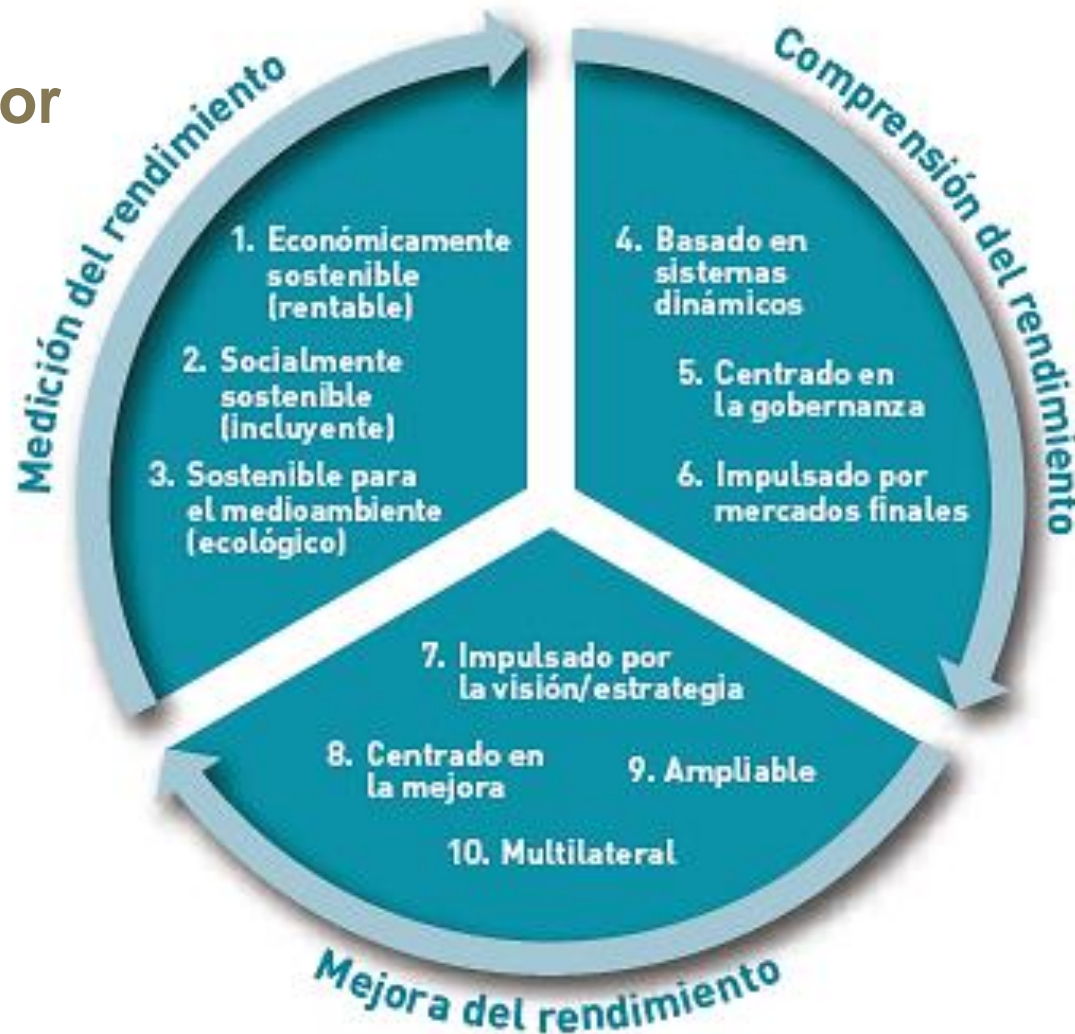 or
Medición del rendimiento
1. Económicamente
sostenible
(rentable)
2. Socialmente
sostenible
(incluyente)
3. Sostenible para
el medioambiente
(ecológico)
Comprensión del rendimiento
4. Basado en
sistemas
dinámicos
5. Centrado en
la gobernanza
6. Impulsado por
mercados finales
7. Impulsado por
la visión/estrategia
8. Centrado en
la mejora
9. Ampliable
10. Multilateral
Mejora del rendimiento